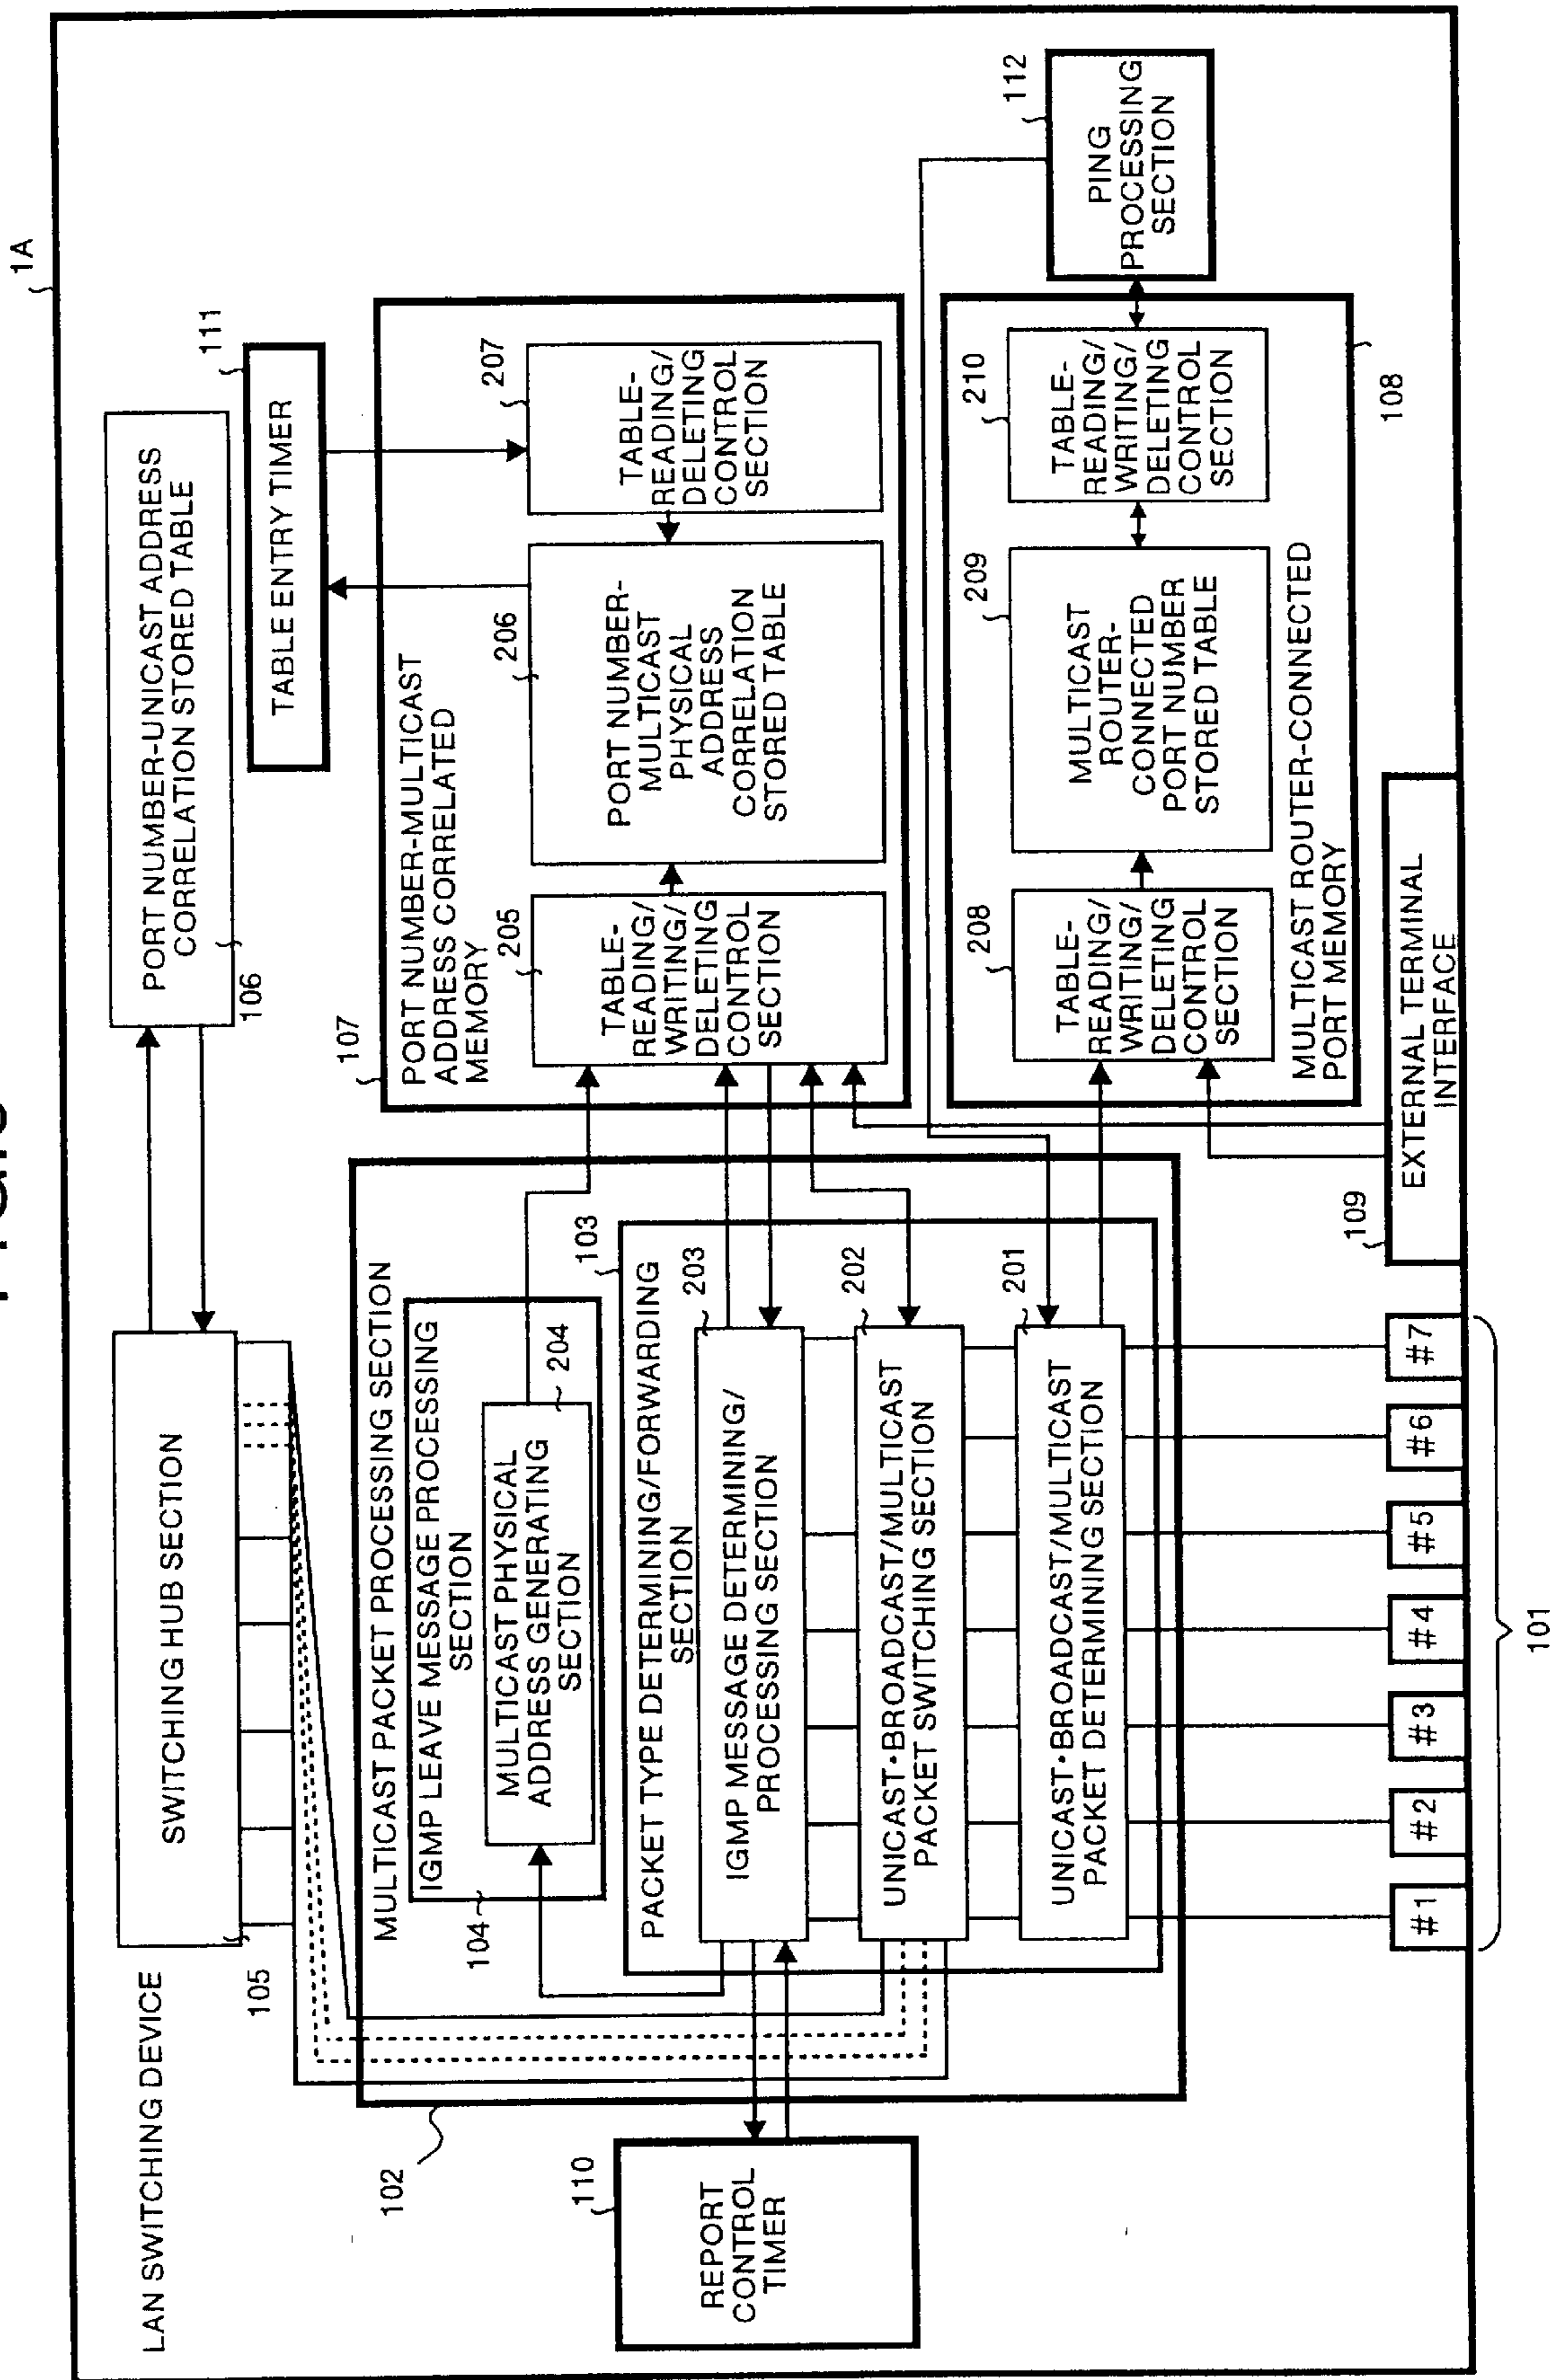 1A
LAN SWITCHING DEVICE
105
SWITCHING HUB SECTION
PORT NUMBER-UNICAST ADDRESS
CORRELATION STORED TABLE
106
111
TABLE ENTRY TIMER
102
MULTICAST PACKET PROCESSING SECTION
104
IGMP LEAVE MESSAGE PROCESSING
SECTION
MULTICAST PHYSICAL
ADDRESS GENERATING
SECTION
204
103
PACKET TYPE DETERMINING/FORWARDING
SECTION
203
IGMP MESSAGE DETERMINING/
PROCESSING SECTION
202
UNICAST•BROADCAST/MULTICAST
PACKET SWITCHING SECTION
201
UNICAST•BROADCAST/MULTICAST
PACKET DETERMINING SECTION
110
REPORT
CONTROL
TIMER
107
PORT NUMBER-MULTICAST
ADDRESS CORRELATED
MEMORY
205
TABLE-
READING/
WRITING/
DELETING
CONTROL
SECTION
206
PORT NUMBER-
MULTICAST
PHYSICAL
ADDRESS
CORRELATION
STORED TABLE
207
TABLE-
READING/
DELETING
CONTROL
SECTION
208
TABLE-
READING/
WRITING/
DELETING
CONTROL
SECTION
209
MULTICAST
ROUTER-
CONNECTED
PORT NUMBER
STORED TABLE
210
TABLE-
READING/
WRITING/
DELETING
CONTROL
SECTION
MULTICAST ROUTER-CONNECTED
PORT MEMORY
108
112
PING
PROCESSING
SECTION
109
EXTERNAL TERMINAL
INTERFACE
#1
#2
#3
#4
#5
#6
#7
101